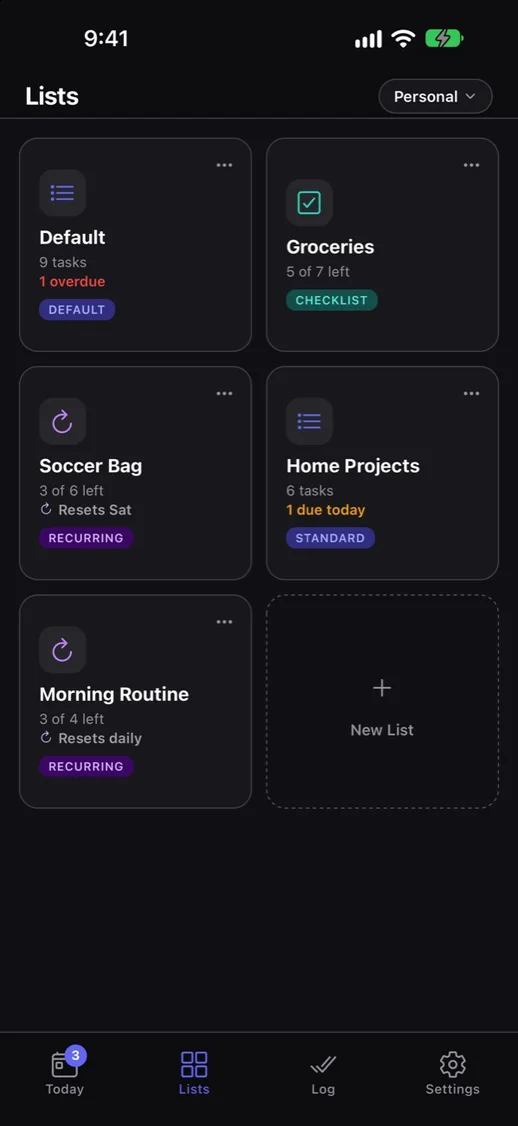 9:41
Lists
Personal
Default
9 tasks
1 overdue
DEFAULT
Groceries
5 of 7 left
CHECKLIST
Soccer Bag
3 of 6 left
Resets Sat
RECURRING
Home Projects
6 tasks
1 due today
STANDARD
Morning Routine
3 of 4 left
Resets daily
RECURRING
New List
3
Today
Lists
Log
Settings